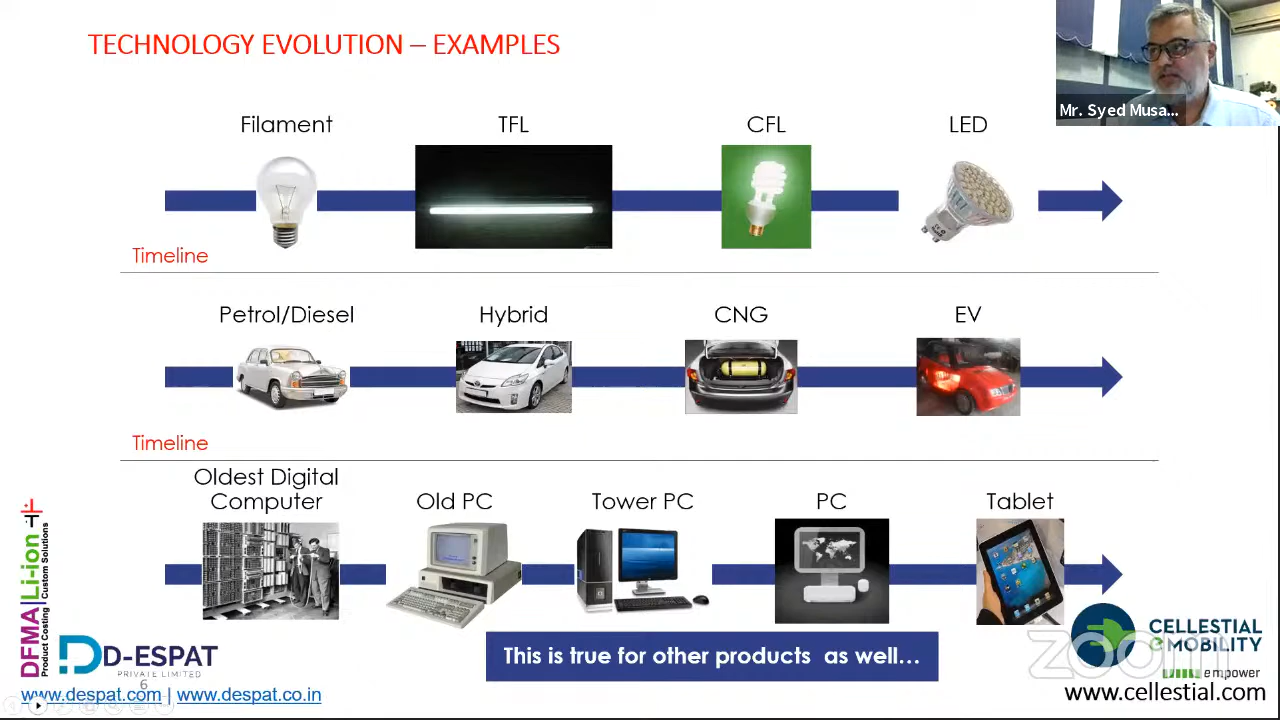 TECHNOLOGY EVOLUTION – EXAMPLES
Mr. Syed Musa...
Filament
TFL
CFL
LED
Timeline
Petrol/Diesel
Hybrid
CNG
EV
Timeline
Oldest Digital
Computer
Old PC
Tower PC
PC
Tablet
This is true for other products as well...
DFMA|Li-ion
Product Costing Custom Solutions
D-ESPAT
PRIVATE LIMITED
6
www.despat.com | www.despat.co.in
CELLESTIAL
e MOBILITY
empower
www.cellestial.com
zoom